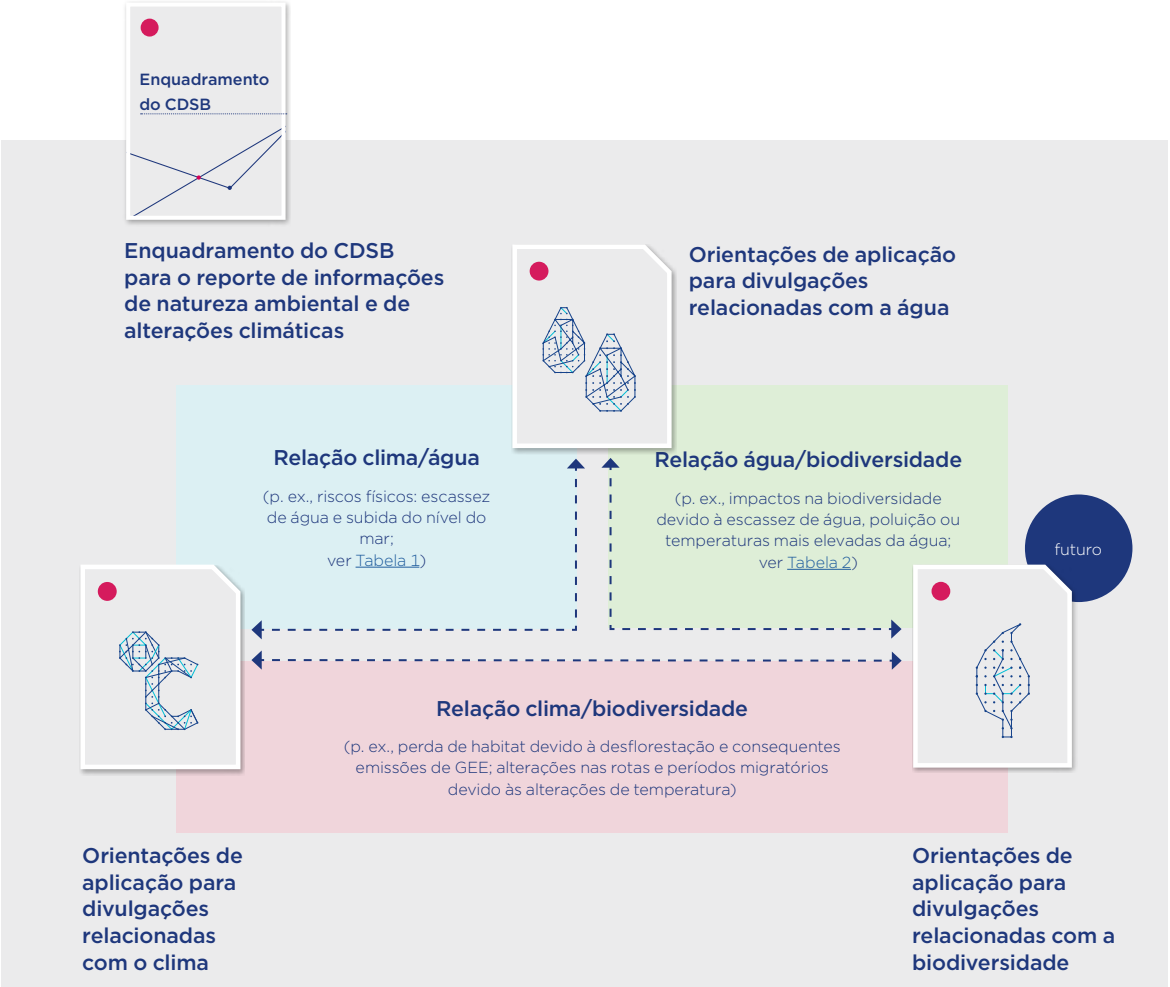 Enquadramento
do CDSB
Enquadramento do CDSB
para o reporte de informações
de natureza ambiental e de
alterações climáticas
Orientações de aplicação
para divulgações
relacionadas com a água
Relação clima/água
(p. ex., riscos físicos: escassez
de água e subida do nível do
mar;
ver Tabela 1)
Relação água/biodiversidade
(p. ex., impactos na biodiversidade
devido à escassez de água, poluição ou
temperaturas mais elevadas da água;
ver Tabela 2)
futuro
Relação clima/biodiversidade
(p. ex., perda de habitat devido à desflorestação e consequentes
emissões de GEE; alterações nas rotas e períodos migratórios
devido às alterações de temperatura)
Orientações de
aplicação para
divulgações
relacionadas
com o clima
Orientações de
aplicação para
divulgações
relacionadas com a
biodiversidade